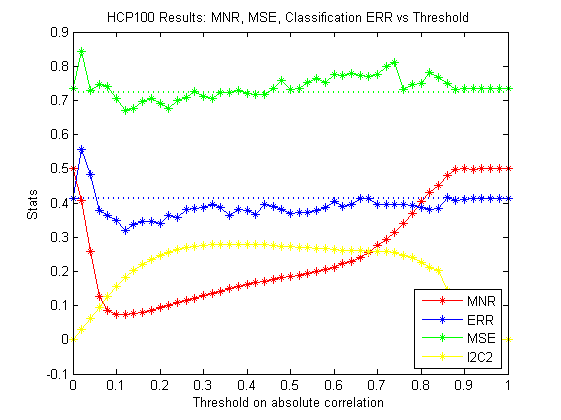 HCP100 Results: MNR, MSE, Classification ERR vs Threshold
0.9
0.8
0.7
0.6
0.5
0.4
0.3
0.2
0.1
0
-0.1
Stats
MNR
ERR
MSE
I2C2
0 0.1 0.2 0.3 0.4 0.5 0.6 0.7 0.8 0.9 1
Threshold on absolute correlation